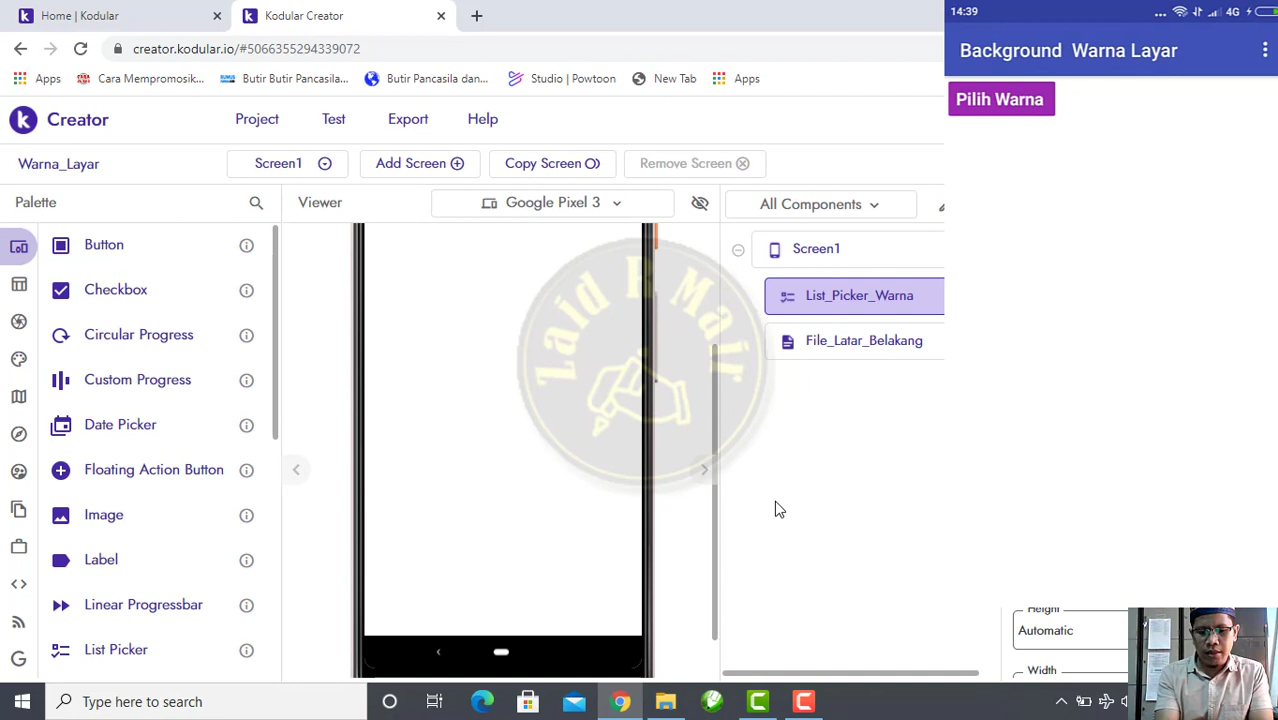 Home | Kodular
Kodular Creator
14:39
4G
creator.kodular.io/#5066355294339072
Background Warna Layar
Apps
Cara Mempromosik...
Butir Butir Pancasila...
Butir Pancasila dan...
Studio | Powtoon
New Tab
Apps
Pilih Warna
Creator
Project
Test
Export
Help
Warna_Layar
Screen1
Add Screen
Copy Screen
Remove Screen
Palette
Viewer
Google Pixel 3
All Components
Button
Checkbox
Circular Progress
Custom Progress
Date Picker
Floating Action Button
Image
Label
Linear Progressbar
List Picker
Screen1
List_Picker_Warna
File_Latar_Belakang
Laid R Mail
Height
Automatic
Width
Type here to search